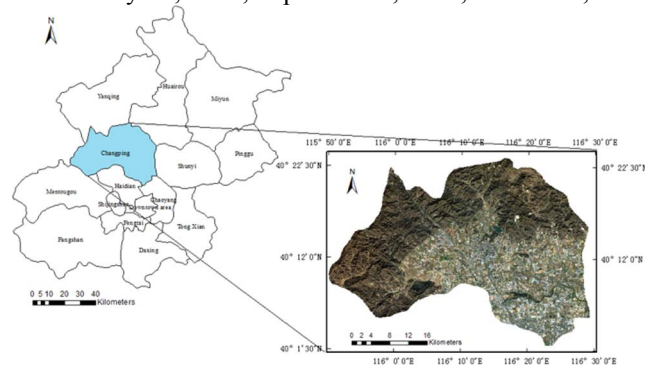 N
Yanqing
Huairou
Miyun
Changping
Shunyi
Pinggu
Mentougou
Haidian
Chaoyang
Tong Xian
Fangshan
Daxing
0 5 10 20 30 40
Kilometers
115° 50'0"E
116° 0'0"E
116° 10'0"E
116° 20'0"E
116° 30'0"E
40° 22'30"N
40° 22'30"N
N
40° 12'0"N
40° 12'0"N
0 2 4 8 12 16
Kilometers
40° 1'30"N
116° 0'0"E
116° 10'0"E
116° 20'0"E
116° 30'0"E